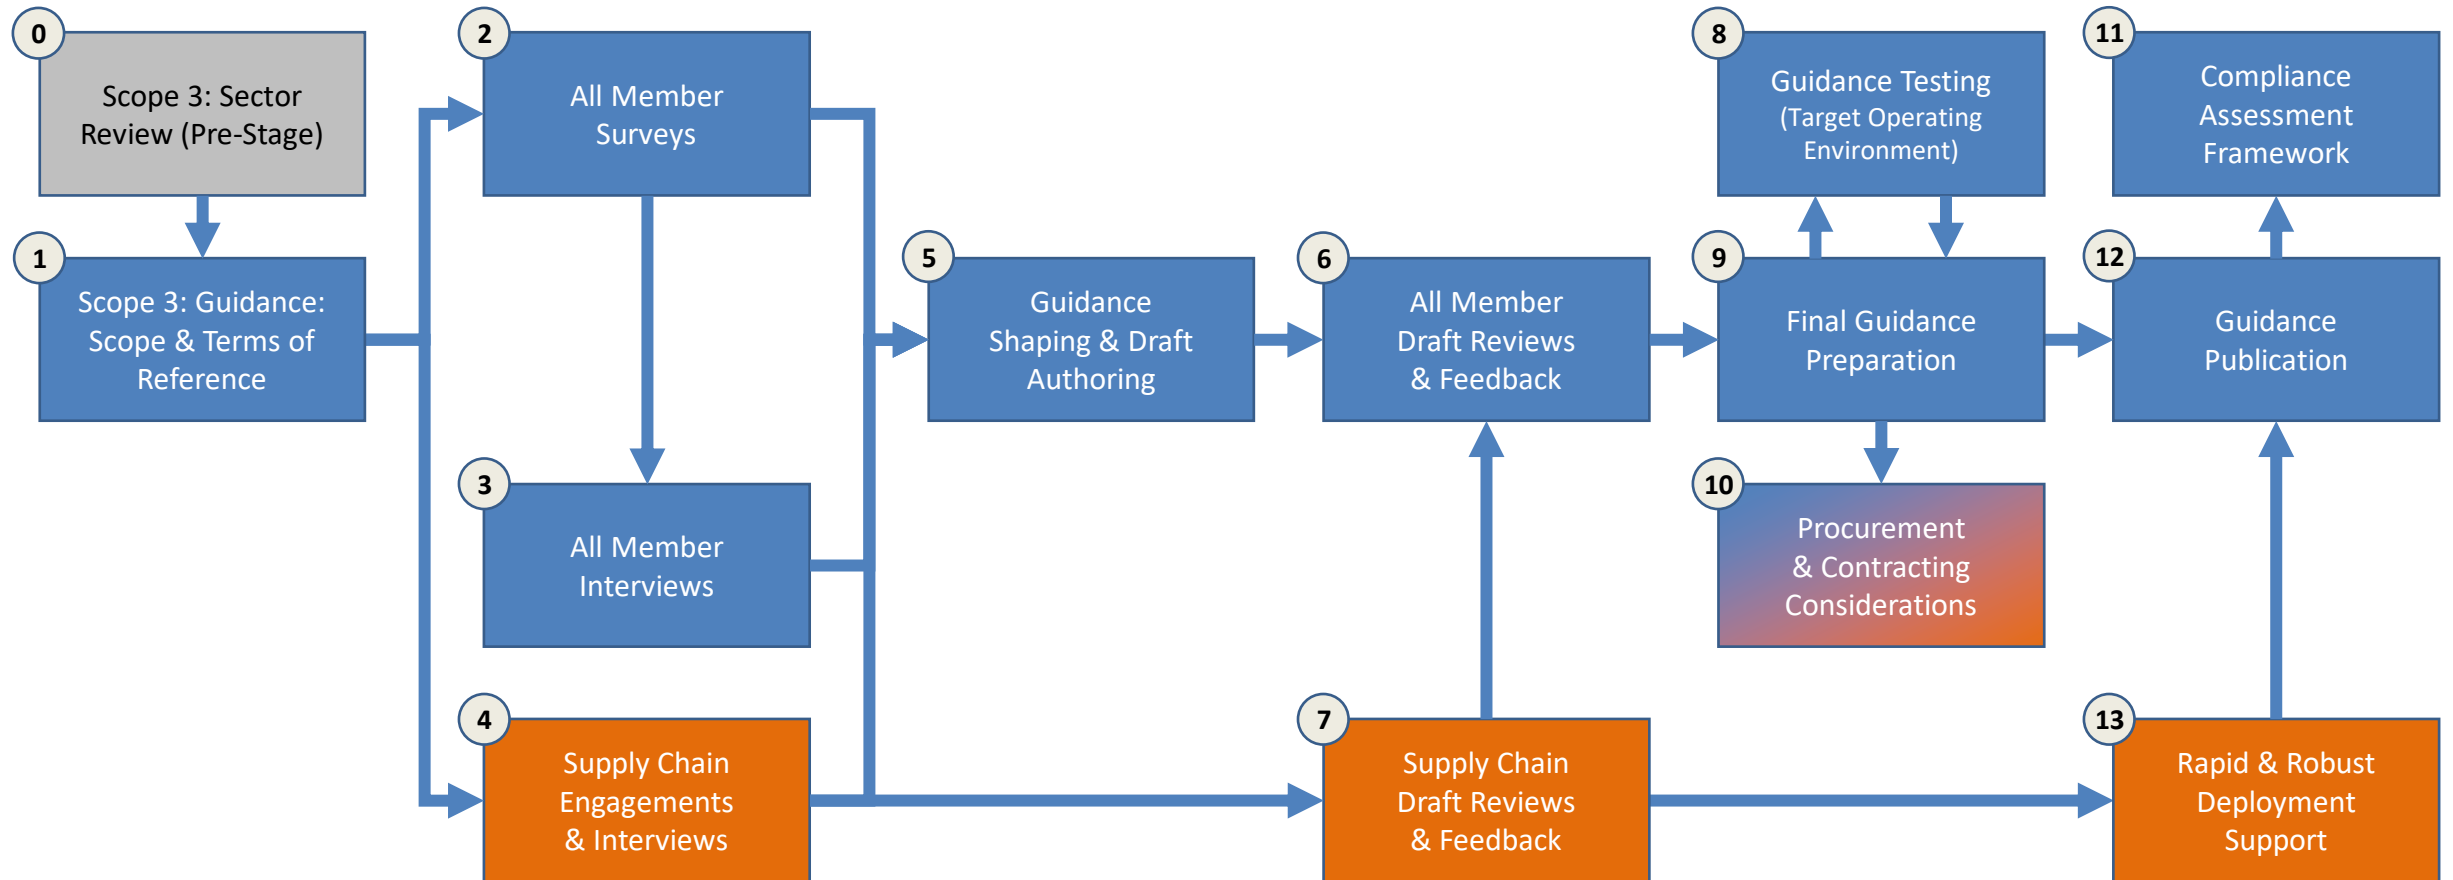 0
Scope 3: Sector
Review (Pre-Stage)
1
Scope 3: Guidance:
Scope & Terms of
Reference
2
All Member
Surveys
3
All Member
Interviews
4
Supply Chain
Engagements
& Interviews
5
Guidance
Shaping & Draft
Authoring
6
All Member
Draft Reviews
& Feedback
7
Supply Chain
Draft Reviews
& Feedback
8
Guidance Testing
(Target Operating
Environment)
9
Final Guidance
Preparation
10
Procurement
& Contracting
Considerations
11
Compliance
Assessment
Framework
12
Guidance
Publication
13
Rapid & Robust
Deployment
Support